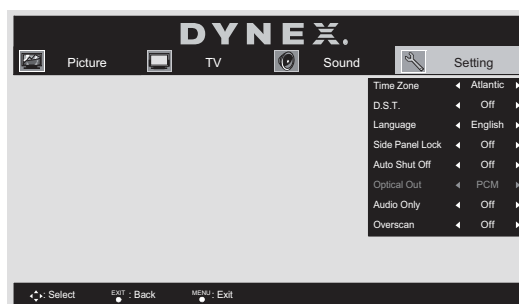 DYNEX.
Picture TV Sound Setting
Time Zone Atlantic
D.S.T. Off
Language English
Side Panel Lock Off
Auto Shut Off Off
Optical Out PCM
Audio Only Off
Overscan Off
: Select EXIT : Back MENU : Exit